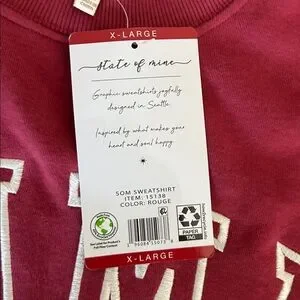 X-LARGE
state of mine
Graphic sweatshirts joyfully
designed in Seattle.
Inspired by what makes your
heart and soul happy
SOM SWEATSHIRT
ITEM: 15138
COLOR: ROUGE
PAPER
TAG
X-LARGE